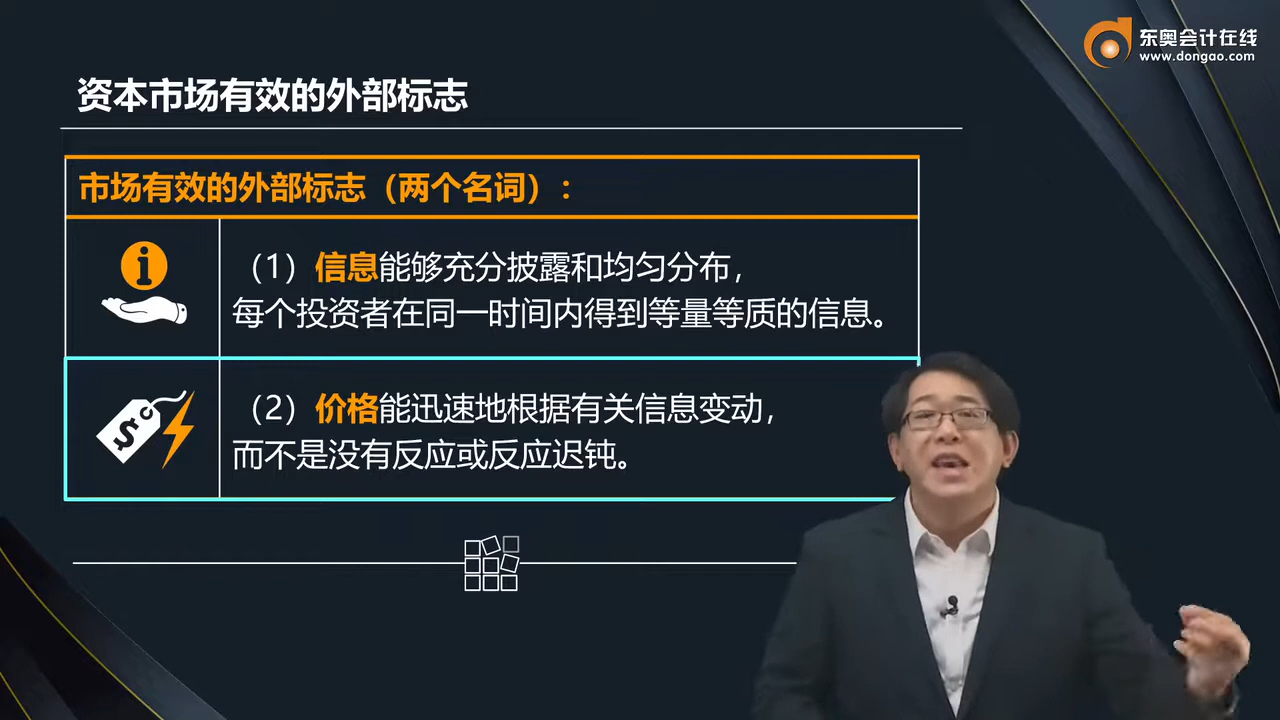 东奥会计在线
www.dongao.com
资本市场有效的外部标志
市场有效的外部标志（两个名词）：
（1）信息能够充分披露和均匀分布，
每个投资者在同一时间内得到等量等质的信息。
（2）价格能迅速地根据有关信息变动，
而不是没有反应或反应迟钝。